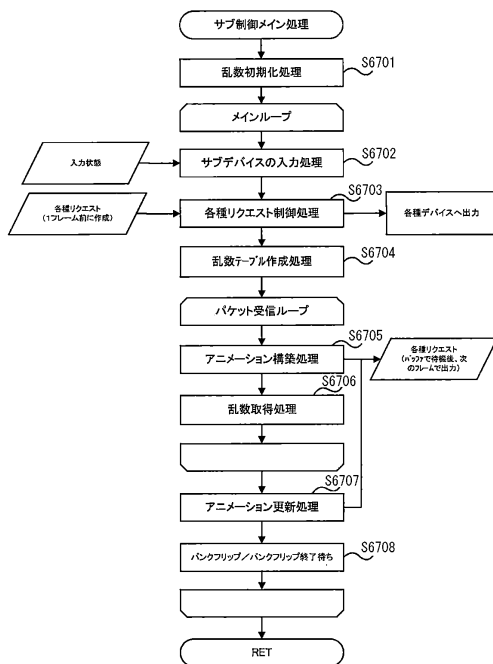 サブ制御メイン処理
乱数初期化処理
S6701
メインループ
入力状態
サブデバイスの入力処理
S6702
各種リクエスト
(1フレーム前に作成)
各種リクエスト制御処理
S6703
各種デバイスへ出力
乱数テーブル作成処理
S6704
パケット受信ループ
アニメーション構築処理
S6705
各種リクエスト
(バッファで待機後、次
のフレームで出力)
乱数取得処理
S6706
アニメーション更新処理
S6707
バンクフリップ/バンクフリップ終了待ち
S6708
RET